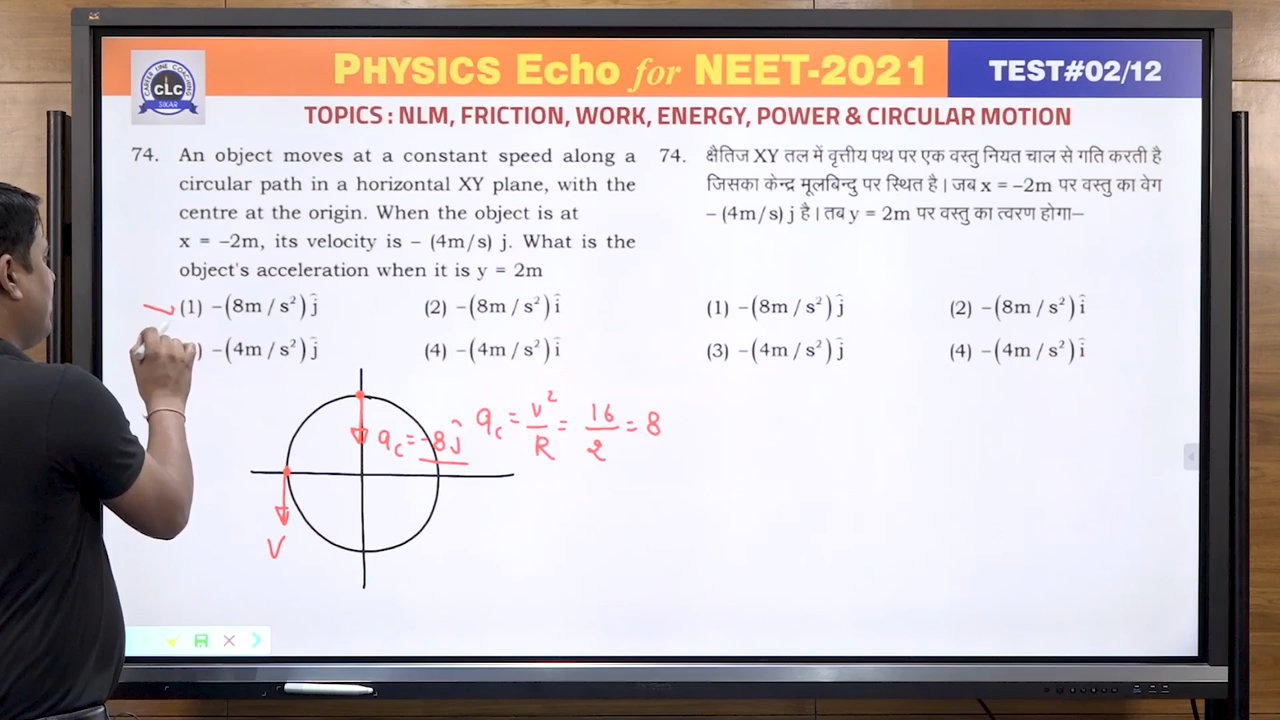 CAREER LINE COACHING
cLc
SIKAR
PHYSICS Echo for NEET-2021
TEST#02/12
TOPICS : NLM, FRICTION, WORK, ENERGY, POWER & CIRCULAR MOTION
74. An object moves at a constant speed along a
circular path in a horizontal XY plane, with the
centre at the origin. When the object is at
x = −2m, its velocity is − (4m/s) j. What is the
object's acceleration when it is y = 2m
(1) −(8m / s²) ĵ
(2) −(8m / s²) î
) −(4m / s²) ĵ
(4) −(4m / s²) î
74. क्षैतिज XY तल में वृत्तीय पथ पर एक वस्तु नियत चाल से गति करती है
जिसका केन्द्र मूलबिन्दु पर स्थित है। जब x = −2m पर वस्तु का वेग
− (4m/s) j है। तब y = 2m पर वस्तु का त्वरण होगा−
(1) −(8m / s²) ĵ
(2) −(8m / s²) î
(3) −(4m / s²) ĵ
(4) −(4m / s²) î
a_c = −8ĵ
a_c = v²/R = 16/2 = 8
V